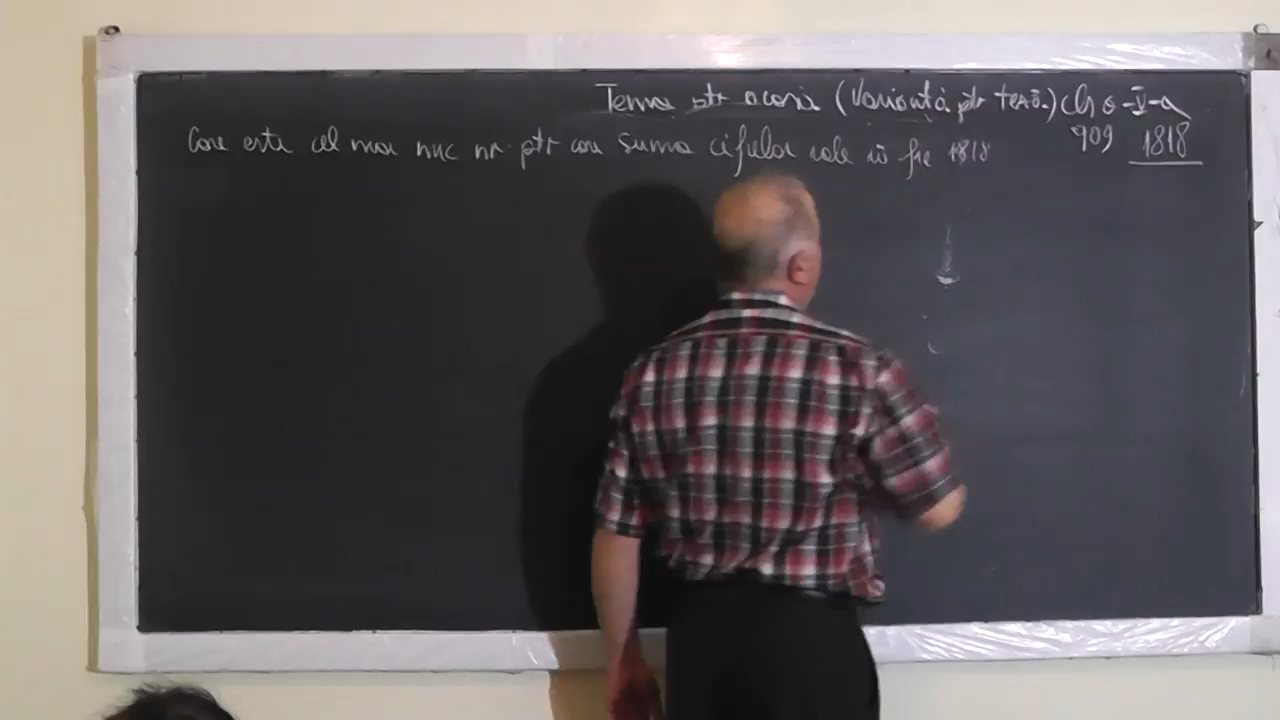 Tema ptr acasă (Variantă ptr teză) cls a-V-a
Care este cel mai mic nr. ptr care suma cifrelor sale să fie 1818
909 1818